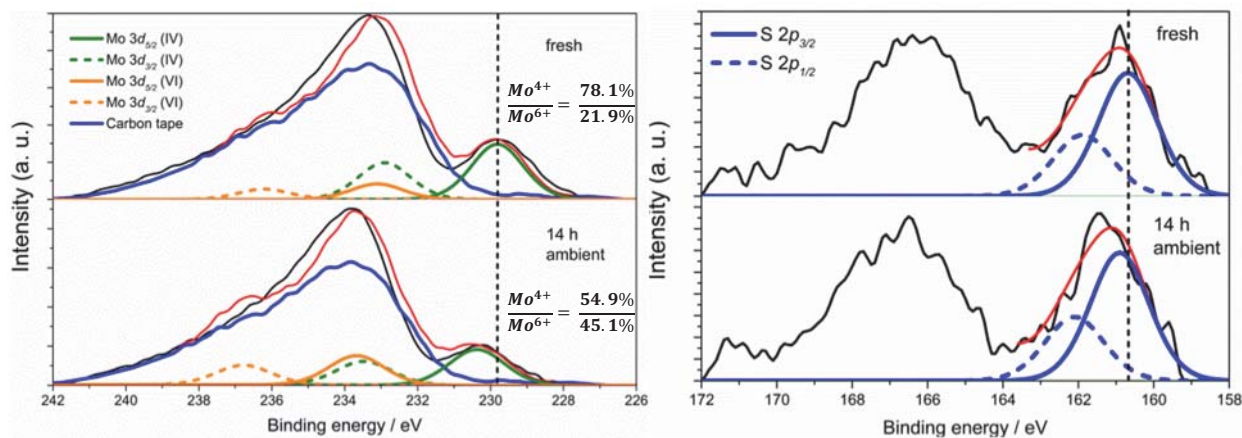 Intensity (a. u.)
Mo 3d5/2 (IV)
Mo 3d3/2 (IV)
Mo 3d5/2 (VI)
Mo 3d3/2 (VI)
Carbon tape
fresh
Mo4+ / Mo6+ = 78.1% / 21.9%
14 h
ambient
Mo4+ / Mo6+ = 54.9% / 45.1%
242 240 238 236 234 232 230 228 226
Binding energy / eV
Intensity (a. u.)
S 2p3/2
S 2p1/2
fresh
14 h
ambient
172 170 168 166 164 162 160 158
Binding energy / eV